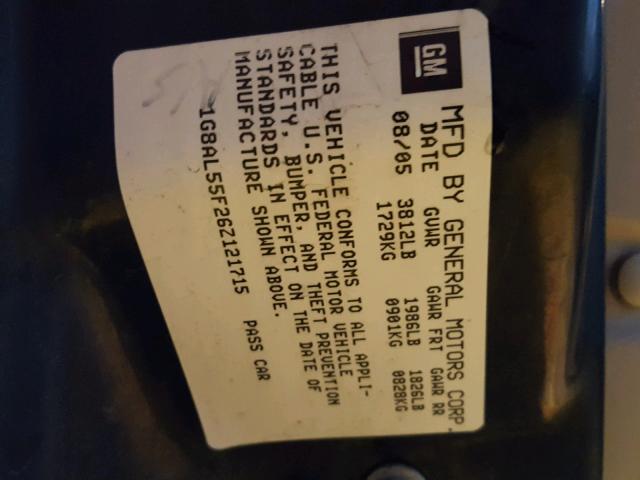 GM
MFD BY GENERAL MOTORS CORP.
DATE GVWR GAWR FRT GAWR RR
08/05 3812LB 1986LB 1826LB
1729KG 0901KG 0828KG
THIS VEHICLE CONFORMS TO ALL APPLI-
CABLE U.S. FEDERAL MOTOR VEHICLE
SAFETY, BUMPER, AND THEFT PREVENTION
STANDARDS IN EFFECT ON THE DATE OF
MANUFACTURE SHOWN ABOVE.
1G8AL55F26Z121715 PASS CAR